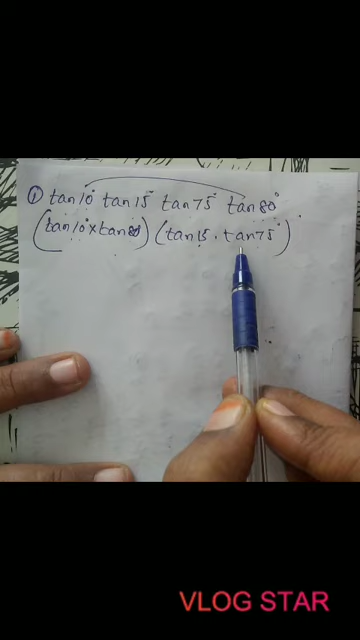 ① tan10° tan15° tan75° tan80°
(tan10° × tan80) (tan15 . tan75°)
VLOG STAR